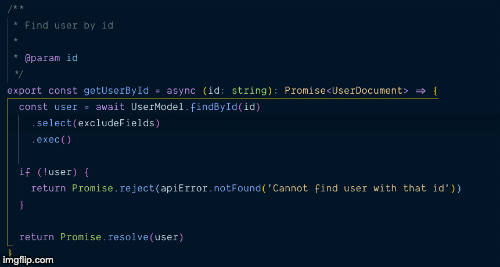 /**
 * Find user by id
 *
 * @param id
 */
export const getUserById = async (id: string): Promise<UserDocument> => {
  const user = await UserModel.findById(id)
    .select(excludeFields)
    .exec()

  if (!user) {
    return Promise.reject(apiError.notFound('Cannot find user with that id'))
  }

  return Promise.resolve(user)
}
imgflip.com